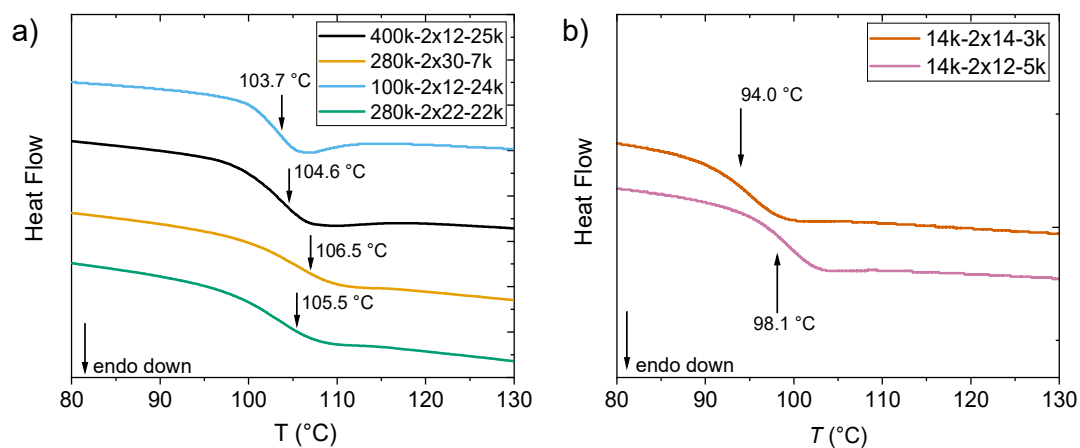 a)
400k-2x12-25k
280k-2x30-7k
100k-2x12-24k
280k-2x22-22k
103.7 °C
104.6 °C
106.5 °C
105.5 °C
Heat Flow
endo down
80 90 100 110 120 130
T (°C)
b)
14k-2x14-3k
14k-2x12-5k
94.0 °C
98.1 °C
Heat Flow
endo down
80 90 100 110 120 130
T (°C)